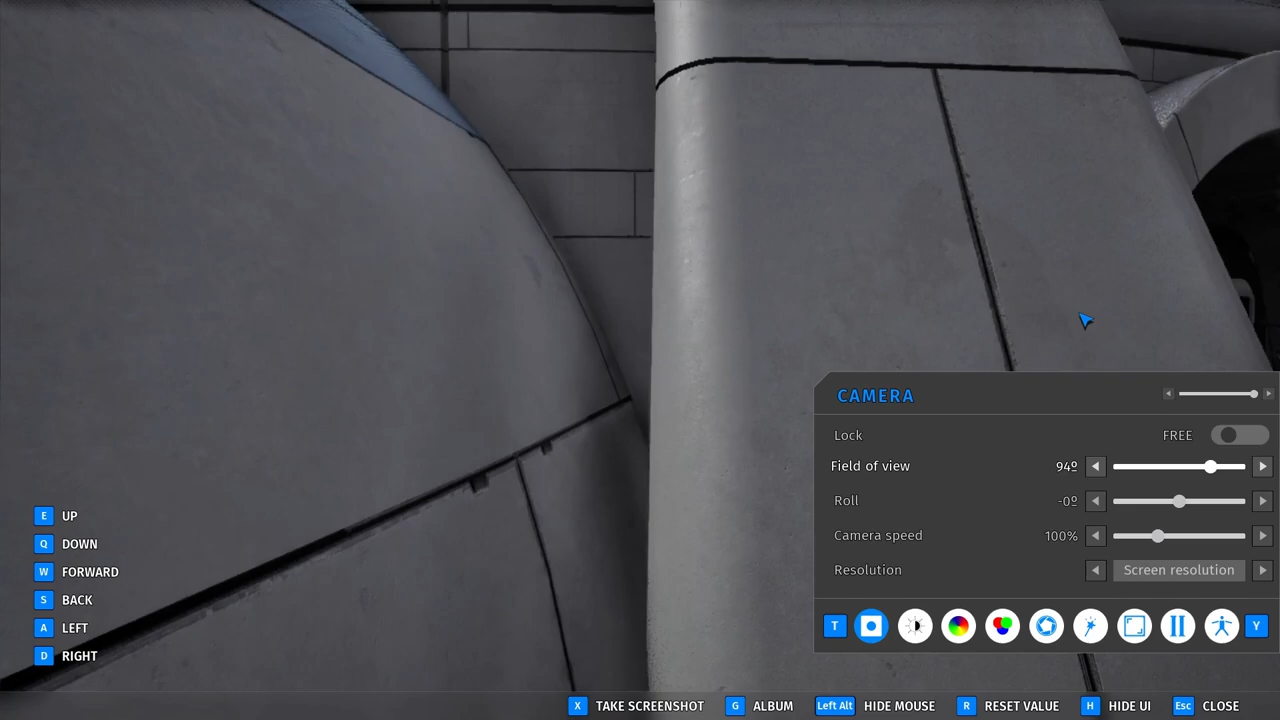 CAMERA
Lock FREE
Field of view 94º
Roll -0º
Camera speed 100%
Resolution Screen resolution
T Y
E UP
Q DOWN
W FORWARD
S BACK
A LEFT
D RIGHT
X TAKE SCREENSHOT G ALBUM Left Alt HIDE MOUSE R RESET VALUE H HIDE UI Esc CLOSE